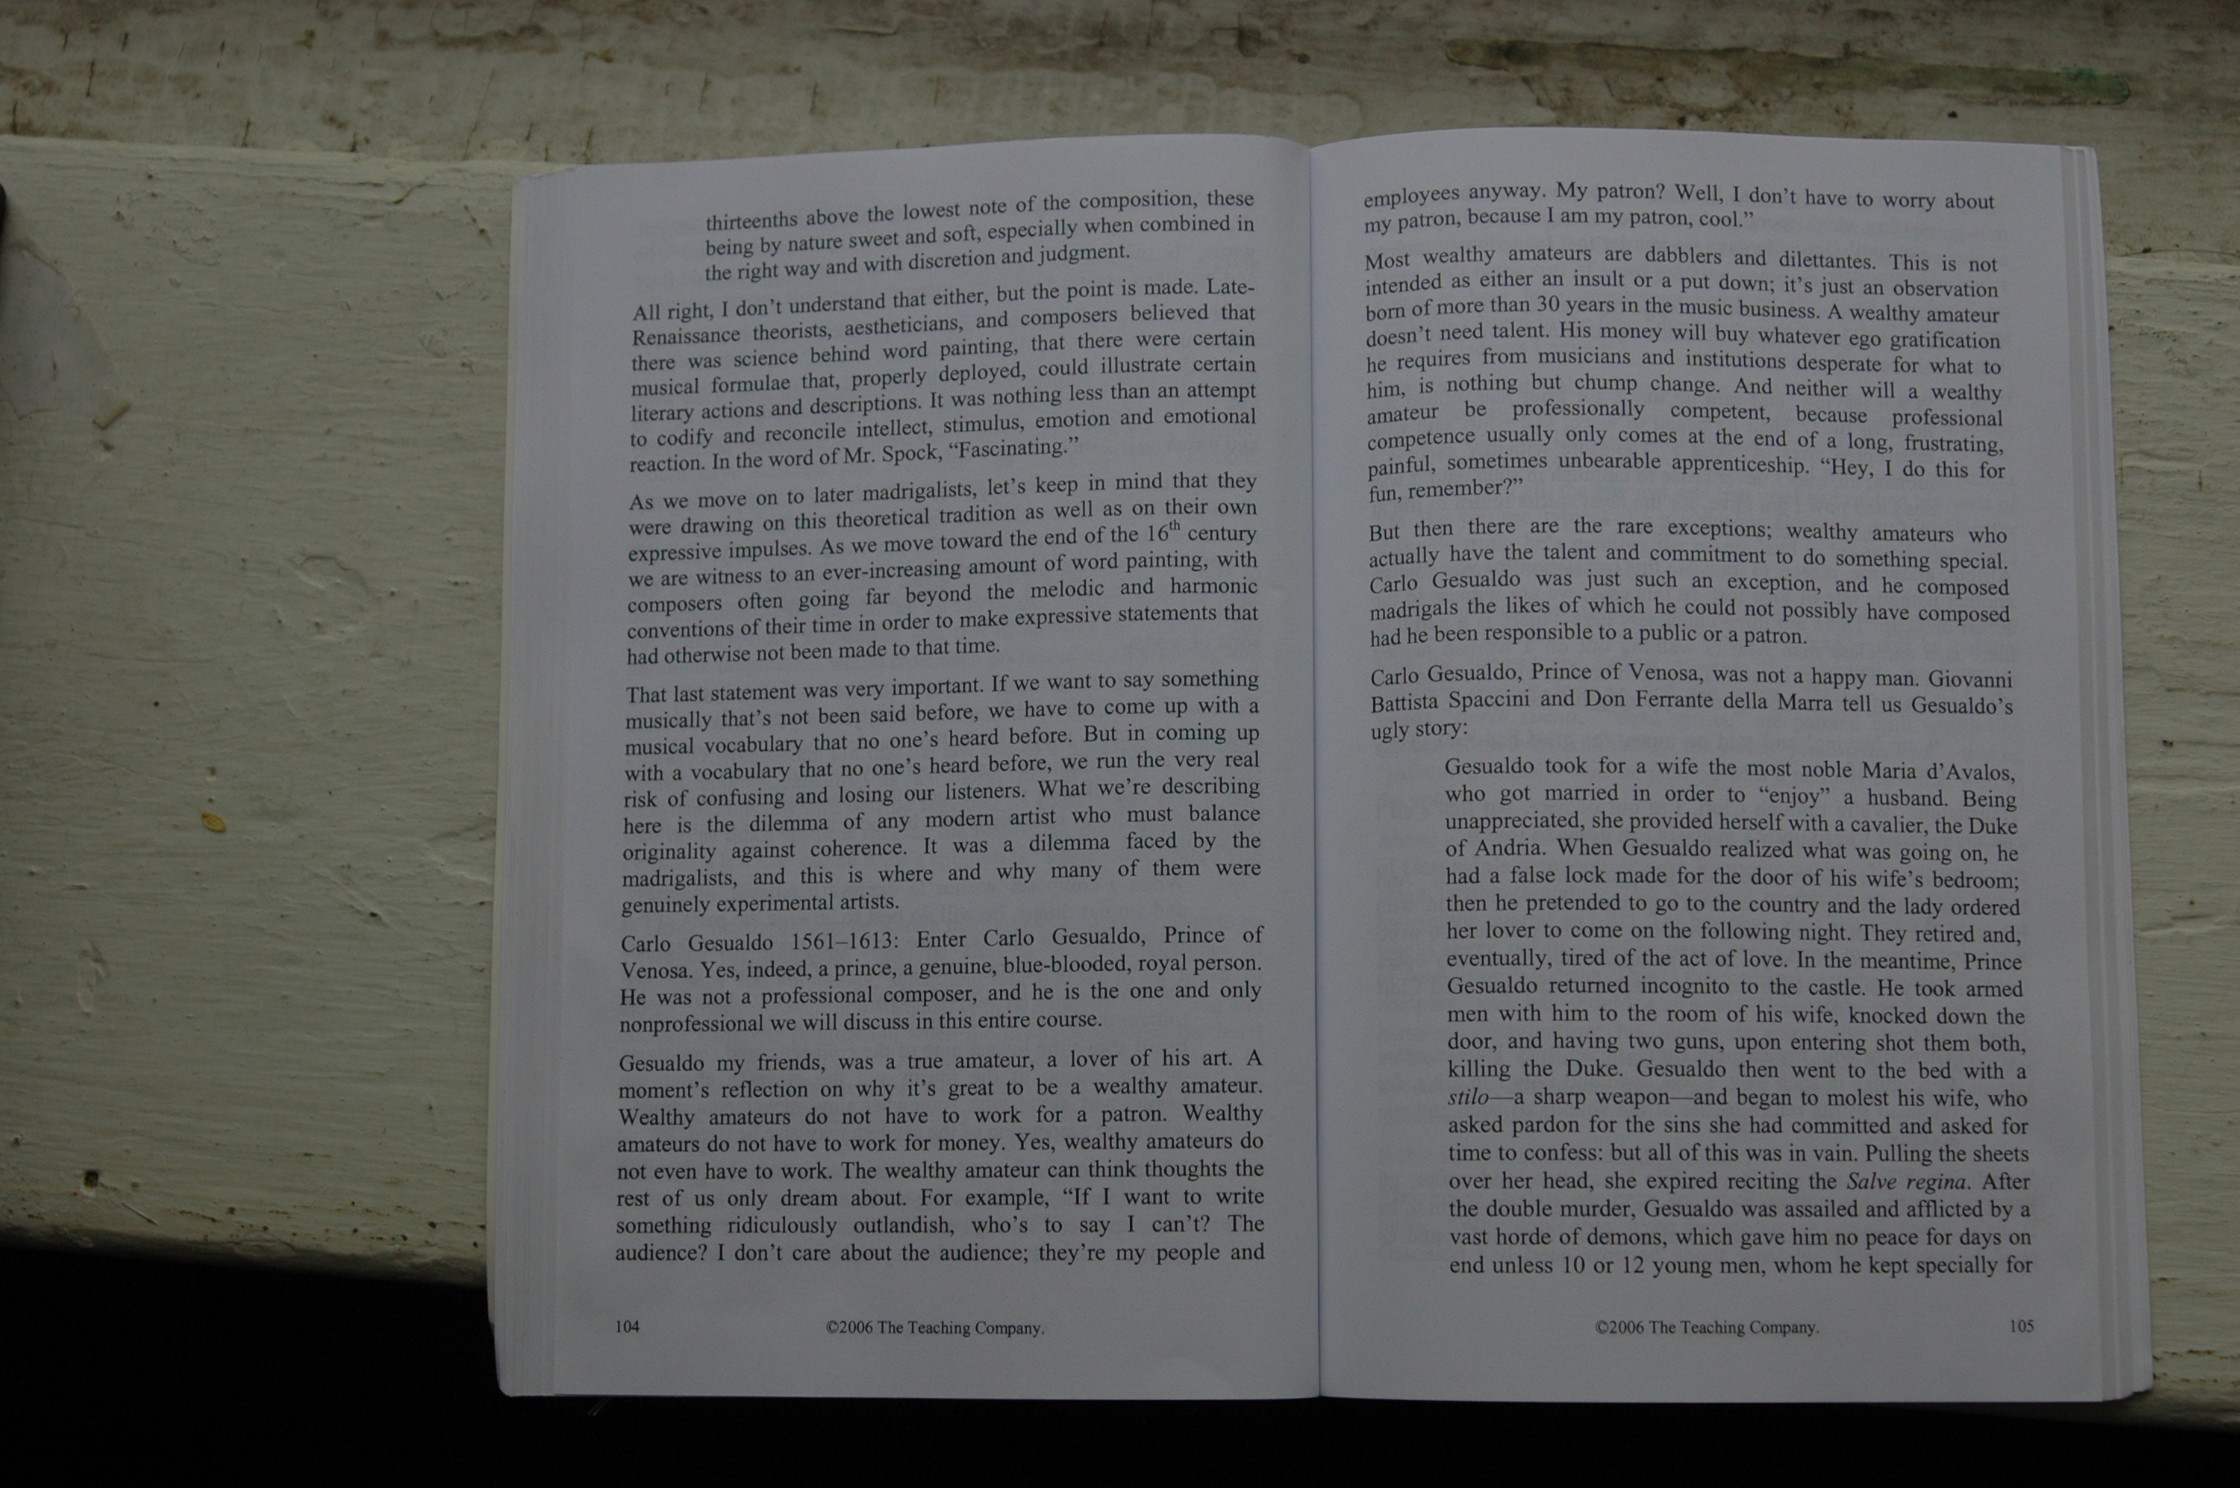 thirteenths above the lowest note of the composition, these
being by nature sweet and soft, especially when combined in
the right way and with discretion and judgment.
All right, I don't understand that either, but the point is made. Late-
Renaissance theorists, aestheticians, and composers believed that
there was science behind word painting, that there were certain
musical formulae that, properly deployed, could illustrate certain
literary actions and descriptions. It was nothing less than an attempt
to codify and reconcile intellect, stimulus, emotion and emotional
reaction. In the word of Mr. Spock, “Fascinating.”
As we move on to later madrigalists, let's keep in mind that they
were drawing on this theoretical tradition as well as on their own
expressive impulses. As we move toward the end of the 16th century
we are witness to an ever-increasing amount of word painting, with
composers often going far beyond the melodic and harmonic
conventions of their time in order to make expressive statements that
had otherwise not been made to that time.
That last statement was very important. If we want to say something
musically that's not been said before, we have to come up with a
musical vocabulary that no one's heard before. But in coming up
with a vocabulary that no one's heard before, we run the very real
risk of confusing and losing our listeners. What we're describing
here is the dilemma of any modern artist who must balance
originality against coherence. It was a dilemma faced by the
madrigalists, and this is where and why many of them were
genuinely experimental artists.
Carlo Gesualdo 1561–1613: Enter Carlo Gesualdo, Prince of
Venosa. Yes, indeed, a prince, a genuine, blue-blooded, royal person.
He was not a professional composer, and he is the one and only
nonprofessional we will discuss in this entire course.
Gesualdo my friends, was a true amateur, a lover of his art. A
moment's reflection on why it's great to be a wealthy amateur.
Wealthy amateurs do not have to work for a patron. Wealthy
amateurs do not have to work for money. Yes, wealthy amateurs do
not even have to work. The wealthy amateur can think thoughts the
rest of us only dream about. For example, “If I want to write
something ridiculously outlandish, who's to say I can't? The
audience? I don't care about the audience; they're my people and
104 ©2006 The Teaching Company.
employees anyway. My patron? Well, I don't have to worry about
my patron, because I am my patron, cool.”
Most wealthy amateurs are dabblers and dilettantes. This is not
intended as either an insult or a put down; it's just an observation
born of more than 30 years in the music business. A wealthy amateur
doesn't need talent. His money will buy whatever ego gratification
he requires from musicians and institutions desperate for what to
him, is nothing but chump change. And neither will a wealthy
amateur be professionally competent, because professional
competence usually only comes at the end of a long, frustrating,
painful, sometimes unbearable apprenticeship. “Hey, I do this for
fun, remember?”
But then there are the rare exceptions; wealthy amateurs who
actually have the talent and commitment to do something special.
Carlo Gesualdo was just such an exception, and he composed
madrigals the likes of which he could not possibly have composed
had he been responsible to a public or a patron.
Carlo Gesualdo, Prince of Venosa, was not a happy man. Giovanni
Battista Spaccini and Don Ferrante della Marra tell us Gesualdo's
ugly story:
Gesualdo took for a wife the most noble Maria d'Avalos,
who got married in order to “enjoy” a husband. Being
unappreciated, she provided herself with a cavalier, the Duke
of Andria. When Gesualdo realized what was going on, he
had a false lock made for the door of his wife's bedroom;
then he pretended to go to the country and the lady ordered
her lover to come on the following night. They retired and,
eventually, tired of the act of love. In the meantime, Prince
Gesualdo returned incognito to the castle. He took armed
men with him to the room of his wife, knocked down the
door, and having two guns, upon entering shot them both,
killing the Duke. Gesualdo then went to the bed with a
stilo—a sharp weapon—and began to molest his wife, who
asked pardon for the sins she had committed and asked for
time to confess: but all of this was in vain. Pulling the sheets
over her head, she expired reciting the Salve regina. After
the double murder, Gesualdo was assailed and afflicted by a
vast horde of demons, which gave him no peace for days on
end unless 10 or 12 young men, whom he kept specially for
©2006 The Teaching Company. 105